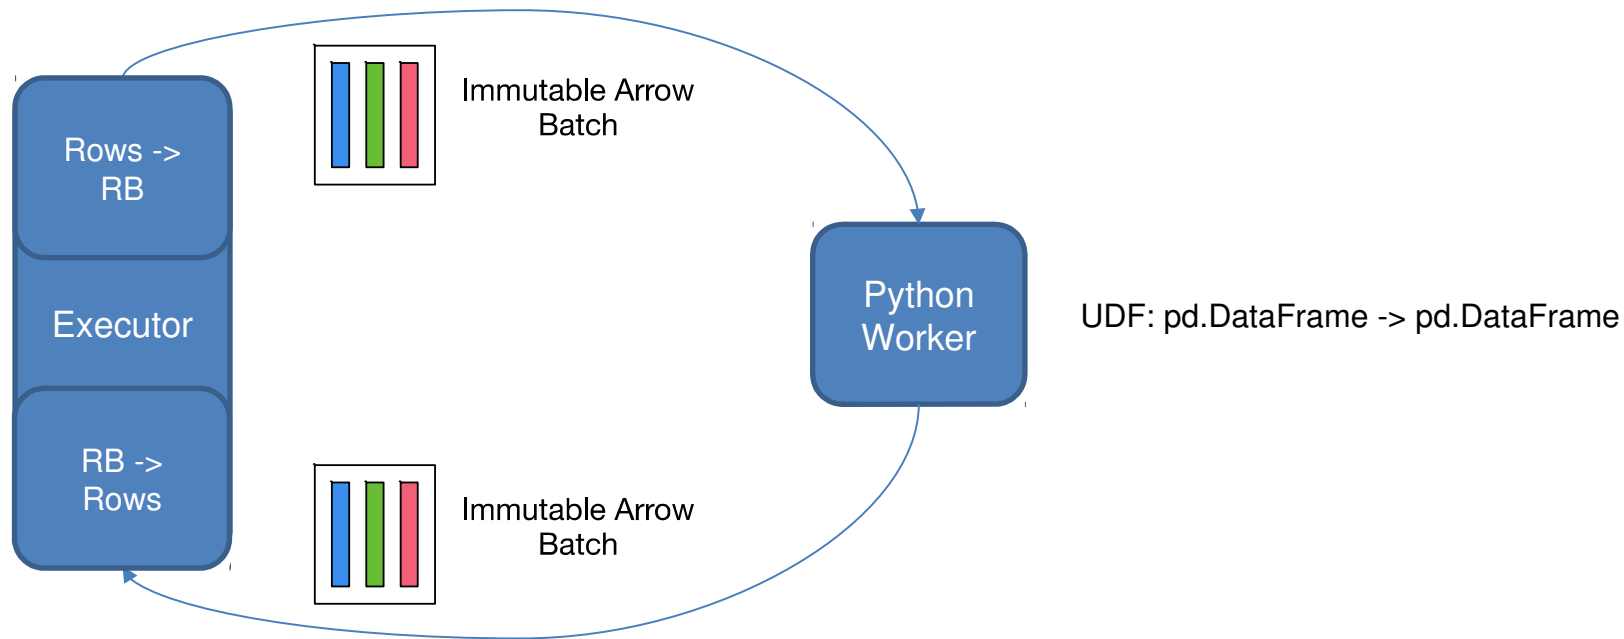 Rows ->
RB
Immutable Arrow
Batch
Executor
Python
Worker
UDF: pd.DataFrame -> pd.DataFrame
RB ->
Rows
Immutable Arrow
Batch